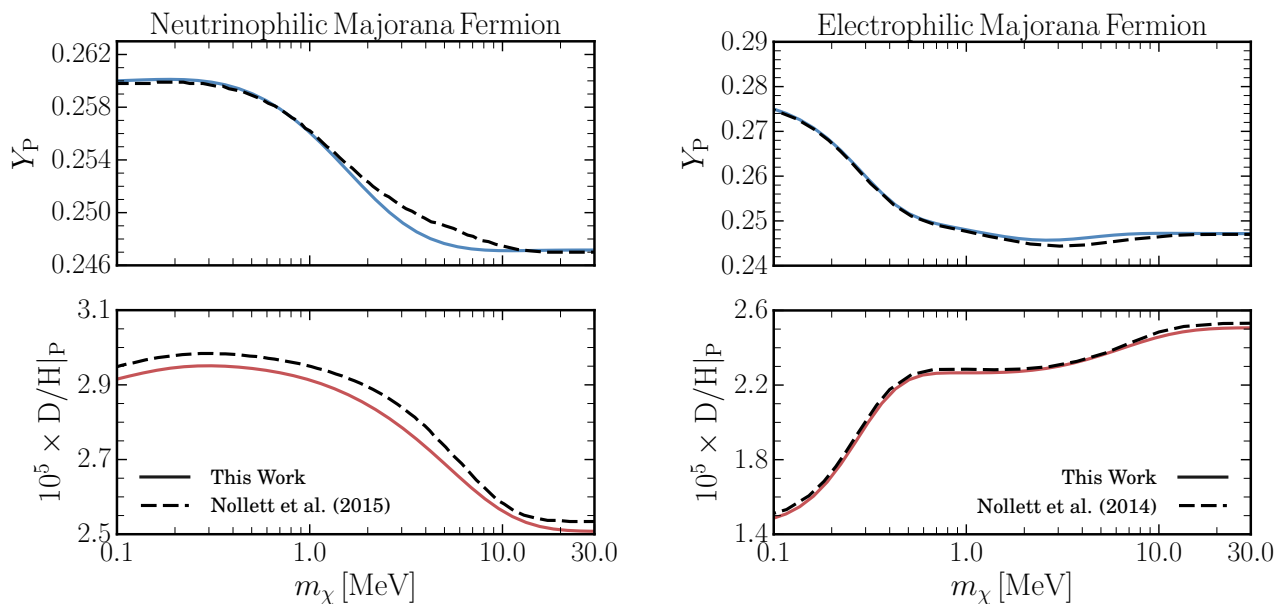 Neutrinophilic Majorana Fermion
0.262
0.258
0.254
0.250
0.246
Y_P
3.1
2.9
2.7
2.5
10^5 × D/H|_P
This Work
Nollett et al. (2015)
0.1
1.0
10.0
30.0
m_χ [MeV]
Electrophilic Majorana Fermion
0.29
0.28
0.27
0.26
0.25
0.24
Y_P
2.6
2.2
1.8
1.4
10^5 × D/H|_P
This Work
Nollett et al. (2014)
0.1
1.0
10.0
30.0
m_χ [MeV]